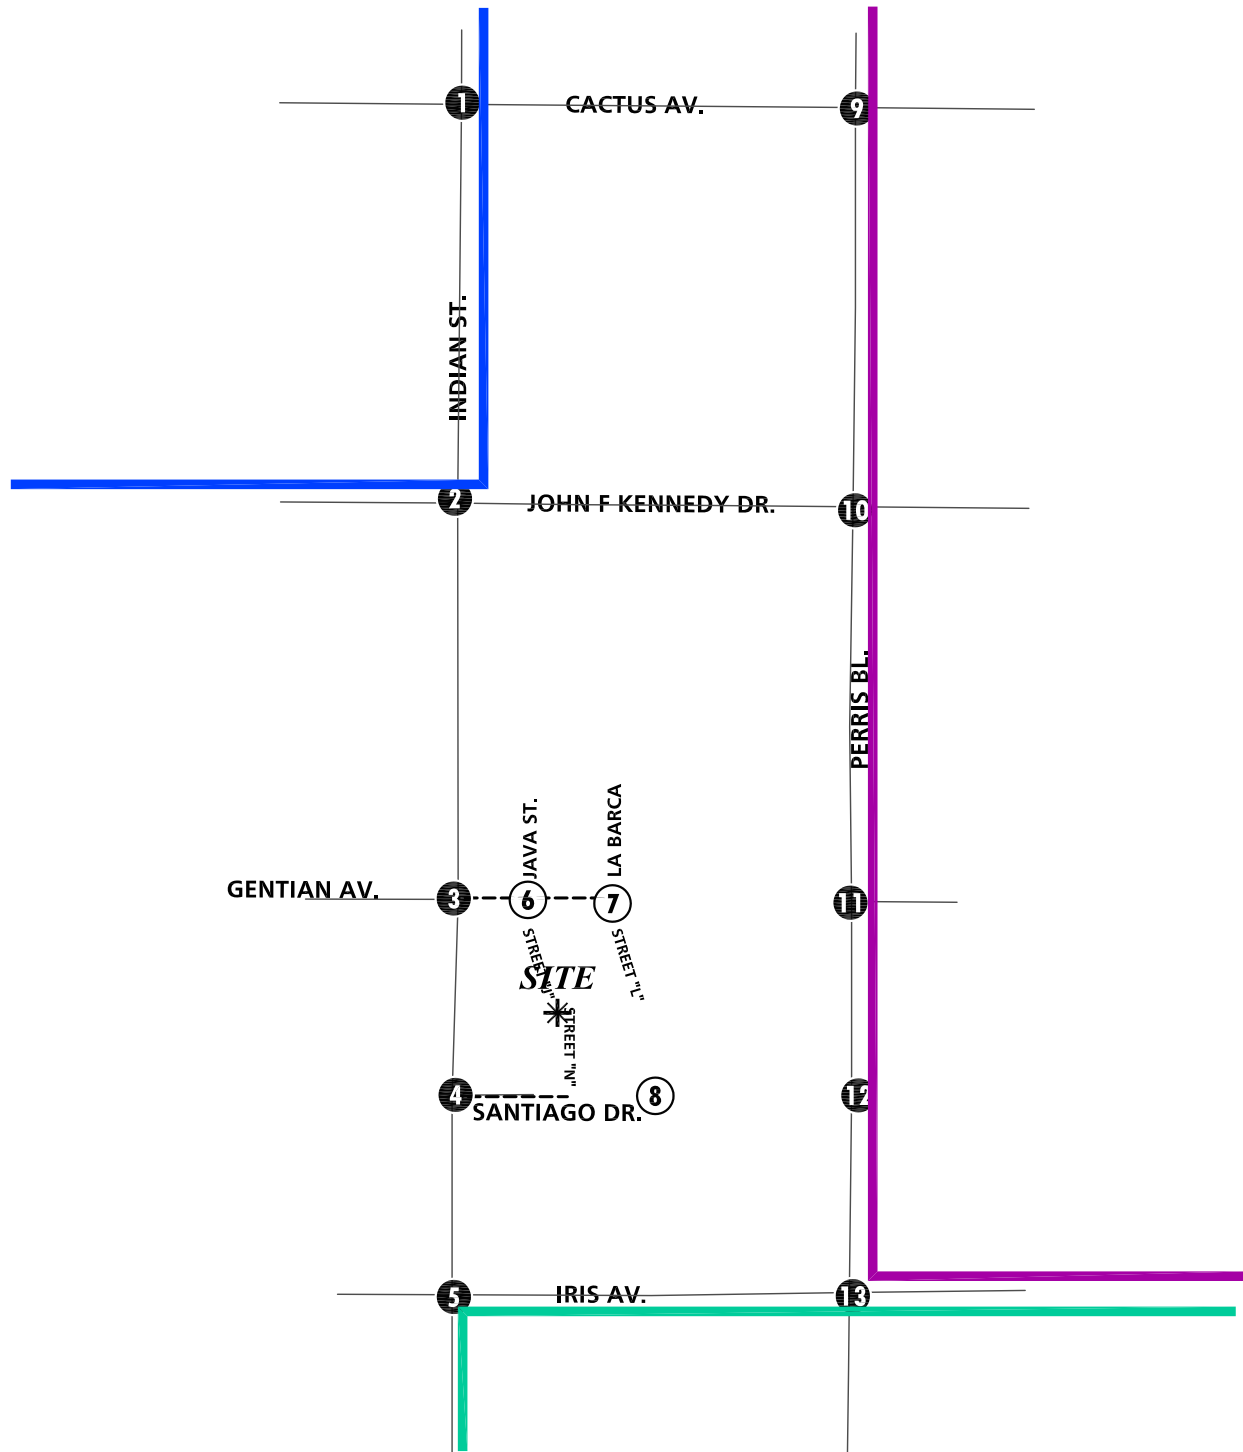 1
CACTUS AV.
9
INDIAN ST.
2
JOHN F KENNEDY DR.
10
PERRIS BL.
JAVA ST.
LA BARCA
GENTIAN AV.
3
6
7
11
STREET "J"
STREET "L"
SITE
STREET "N"
4
SANTIAGO DR.
8
12
5
IRIS AV.
13